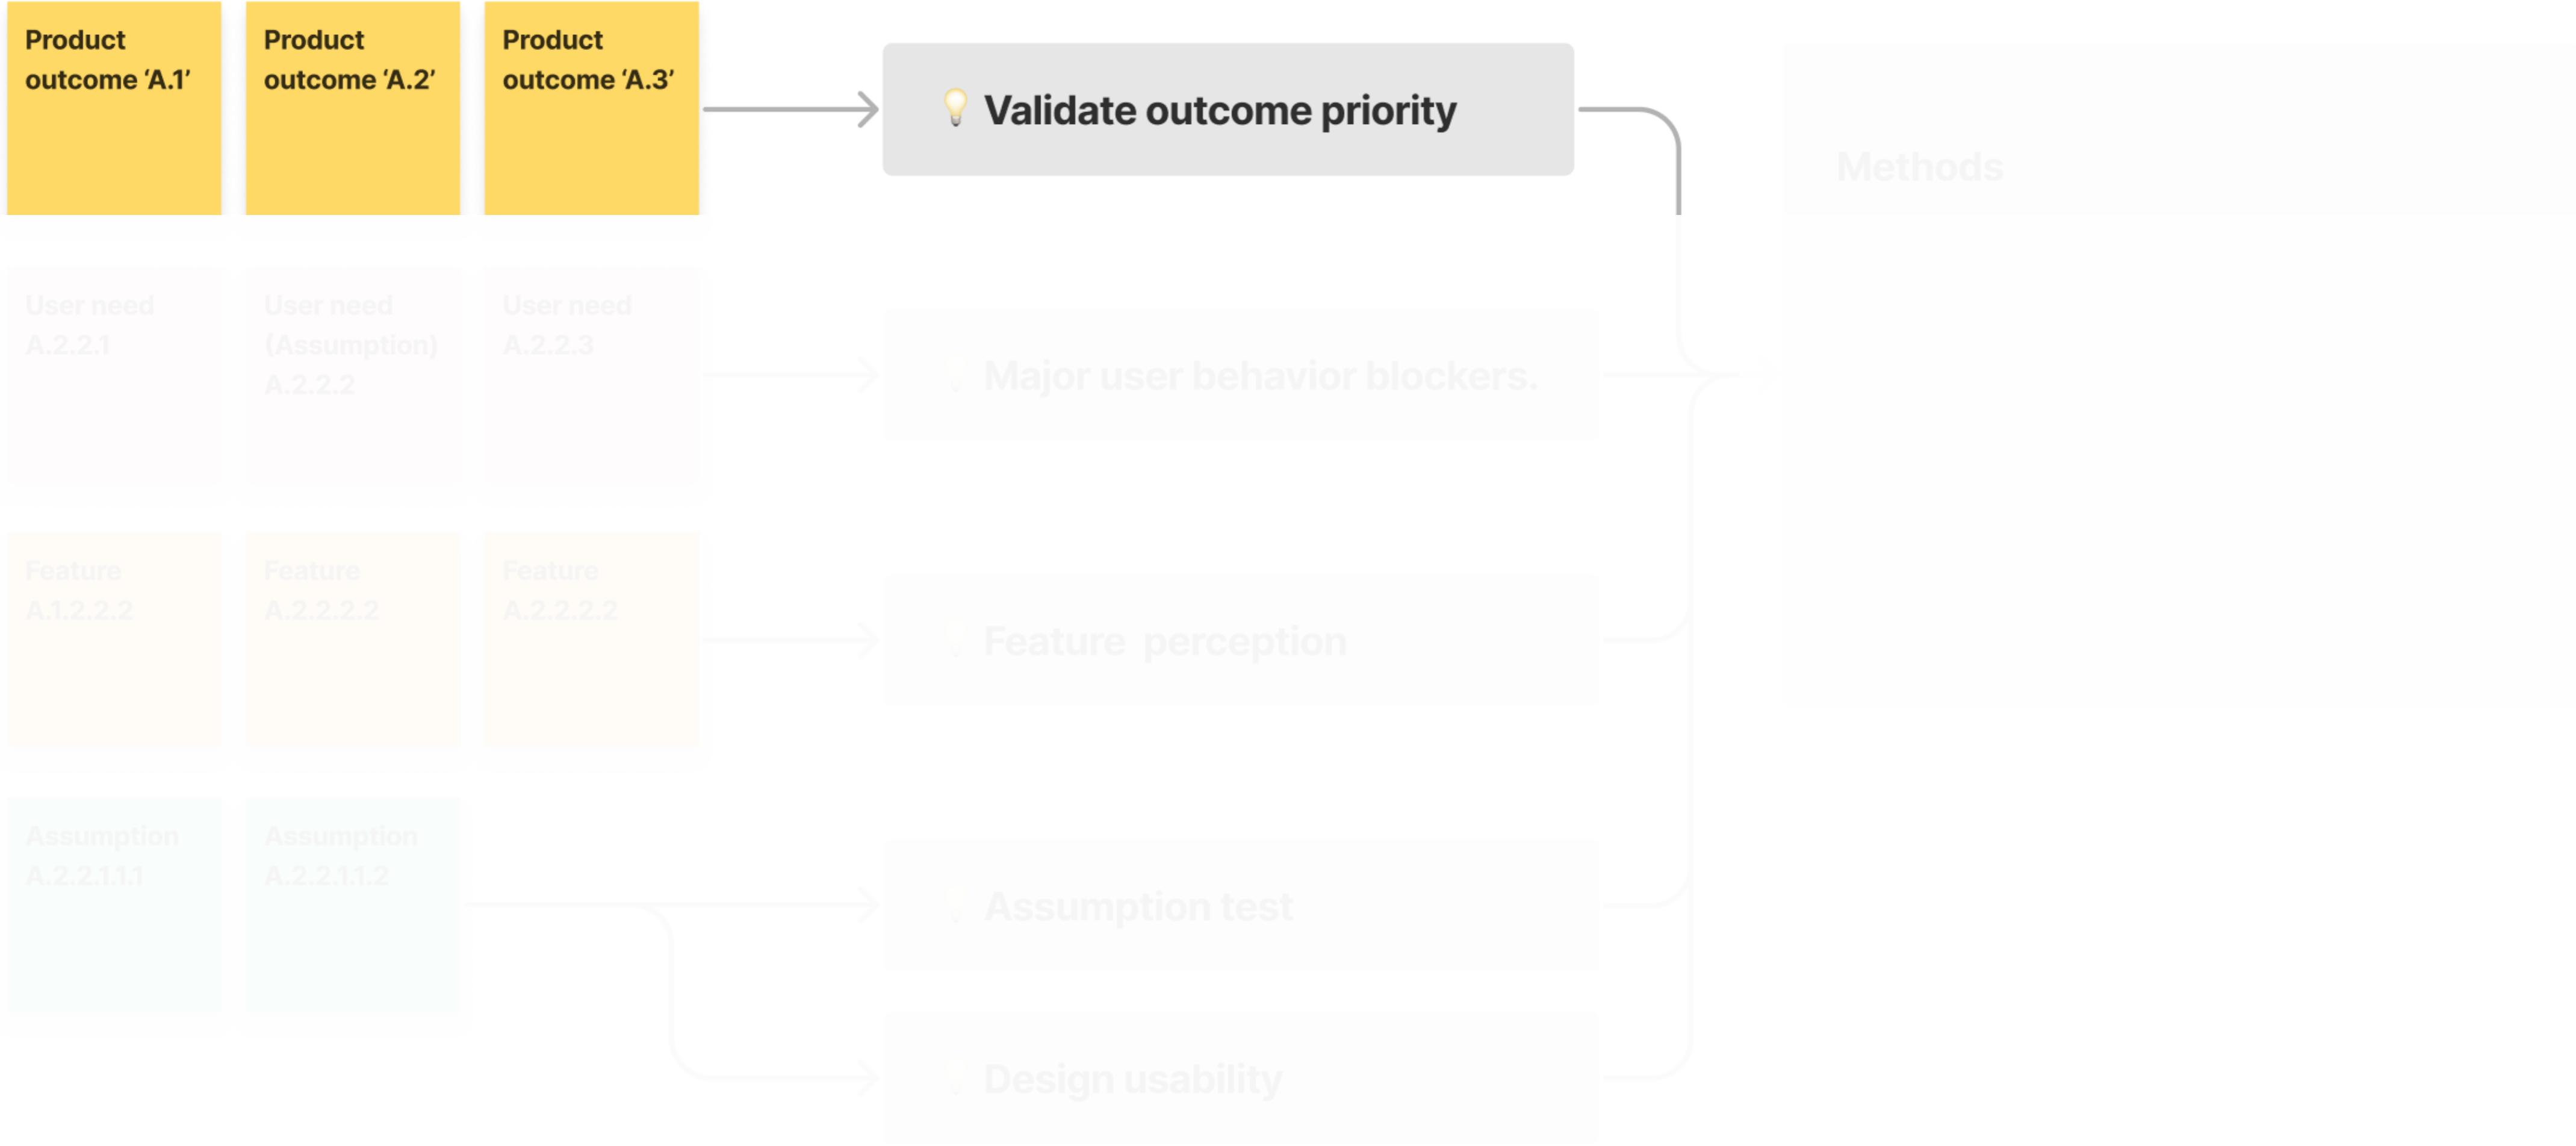 Product
outcome ‘A.1’
Product
outcome ‘A.2’
Product
outcome ‘A.3’
Validate outcome priority
Methods
User need
A.2.2.1
User need
(Assumption)
A.2.2.2
User need
A.2.2.3
Major user behavior blockers.
Feature
A.1.2.2.2
Feature
A.2.2.2.2
Feature
A.2.2.2.2
Feature  perception
Assumption
A.2.2.1.1.1
Assumption
A.2.2.1.1.2
Assumption test
Design usability